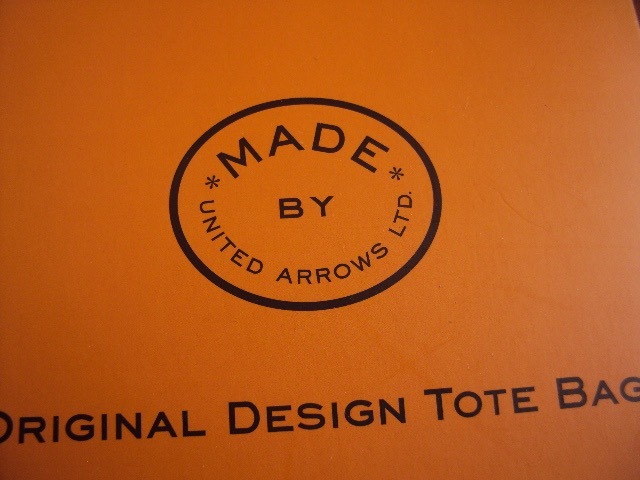 *MADE*
BY
UNITED ARROWS LTD.
ORIGINAL DESIGN TOTE BAG